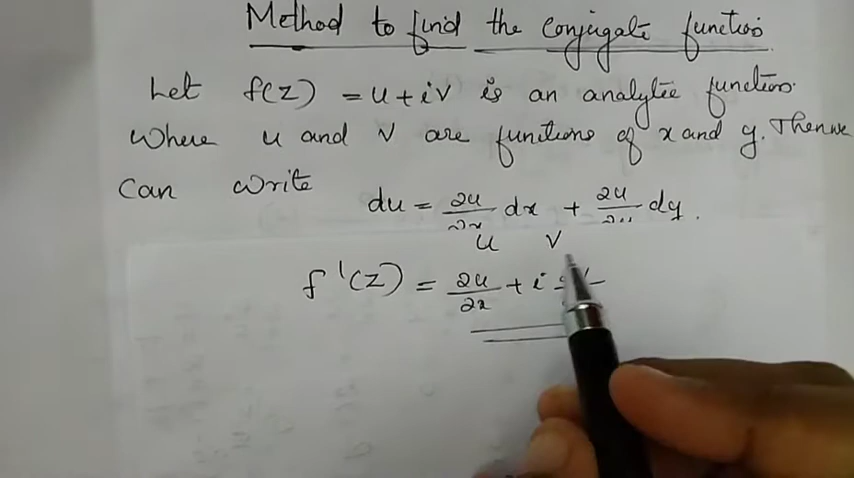 Method to find the Conjugate function
Let f(z) = u + iv is an analytic function.
Where u and v are functions of x and y. Then we
Can write
du = ∂u/∂x dx + ∂u/∂y dy.
u v
f'(z) = ∂u/∂x + i